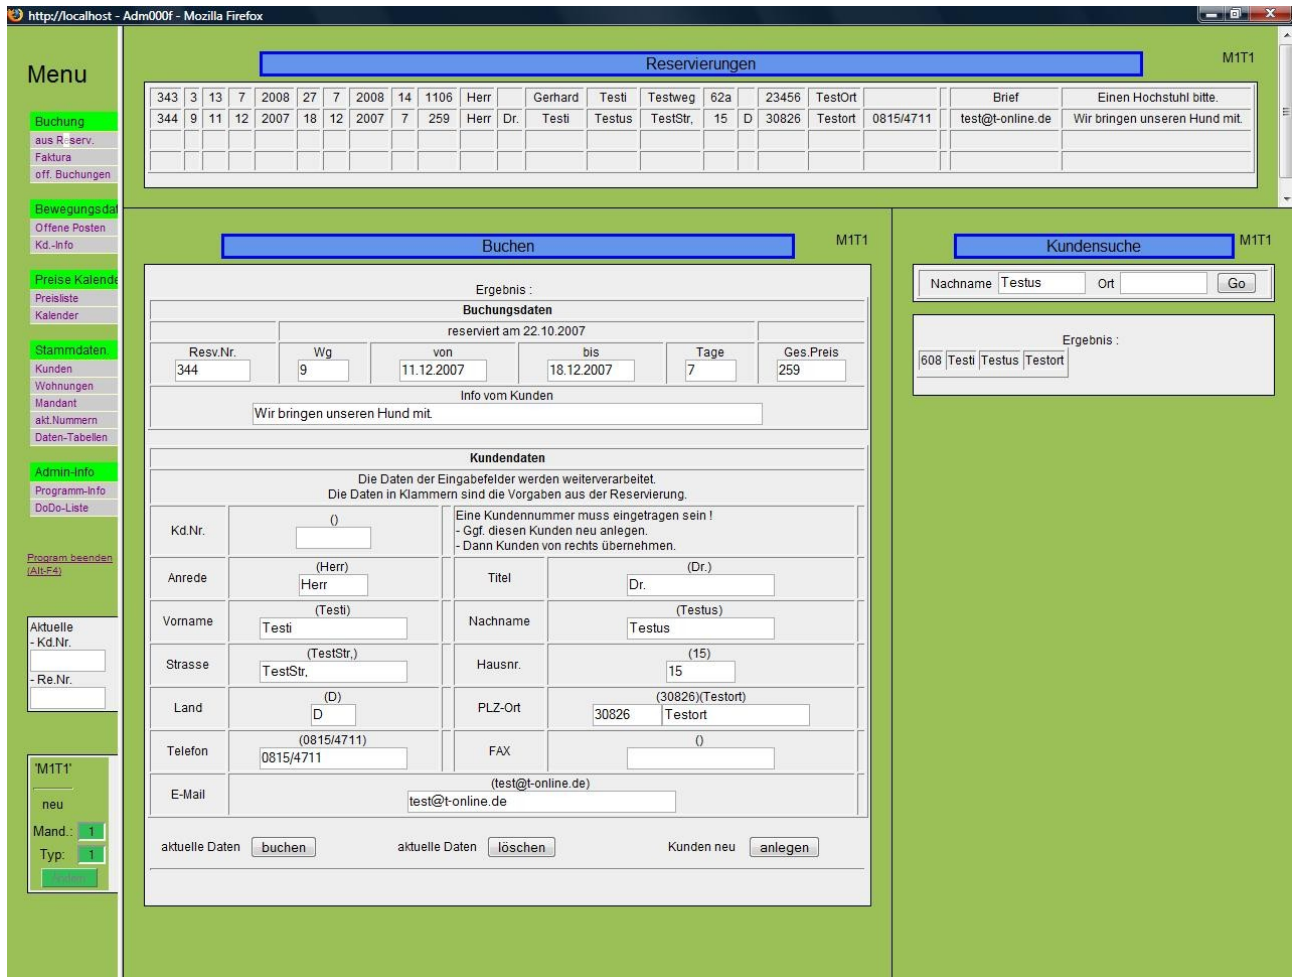 http://localhost - Adm000f - Mozilla Firefox
Menu
Buchung
aus Reserv.
Faktura
off. Buchungen
Bewegungsdat
Offene Posten
Kd.-Info
Preise Kalende
Preisliste
Kalender
Stammdaten.
Kunden
Wohnungen
Mandant
akt.Nummern
Daten-Tabellen
Admin-Info
Programm-Info
DoDo-Liste
Program beenden
(Alt-F4)
Aktuelle
- Kd.Nr.
- Re.Nr.
'M1T1'
neu
Mand.: 1
Typ: 1
Reservierungen
M1T1
343 3 13 7 2008 27 7 2008 14 1106 Herr Gerhard Testi Testweg 62a 23456 TestOrt Brief Einen Hochstuhl bitte.
344 9 11 12 2007 18 12 2007 7 259 Herr Dr. Testi Testus TestStr, 15 D 30826 Testort 0815/4711 test@t-online.de Wir bringen unseren Hund mit.
Buchen
M1T1
Ergebnis :
Buchungsdaten
reserviert am 22.10.2007
Resv.Nr. Wg von bis Tage Ges.Preis
344 9 11.12.2007 18.12.2007 7 259
Info vom Kunden
Wir bringen unseren Hund mit.
Kundendaten
Die Daten der Eingabefelder werden weiterverarbeitet.
Die Daten in Klammern sind die Vorgaben aus der Reservierung.
Kd.Nr. ()
Eine Kundennummer muss eingetragen sein !
- Ggf. diesen Kunden neu anlegen.
- Dann Kunden von rechts übernehmen.
(Herr) (Dr.)
Anrede Herr Titel Dr.
(Testi) (Testus)
Vorname Testi Nachname Testus
(TestStr,) (15)
Strasse TestStr, Hausnr. 15
(D) (30826)(Testort)
Land D PLZ-Ort 30826 Testort
(0815/4711) ()
Telefon 0815/4711 FAX
(test@t-online.de)
E-Mail test@t-online.de
aktuelle Daten buchen aktuelle Daten löschen Kunden neu anlegen
Kundensuche
M1T1
Nachname Testus Ort Go
Ergebnis :
608 Testi Testus Testort